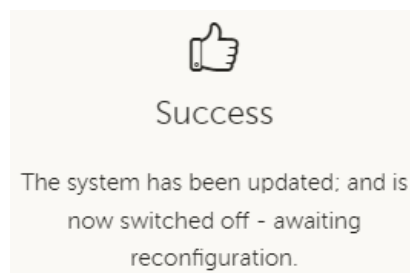 Success
The system has been updated; and is
now switched off - awaiting
reconfiguration.